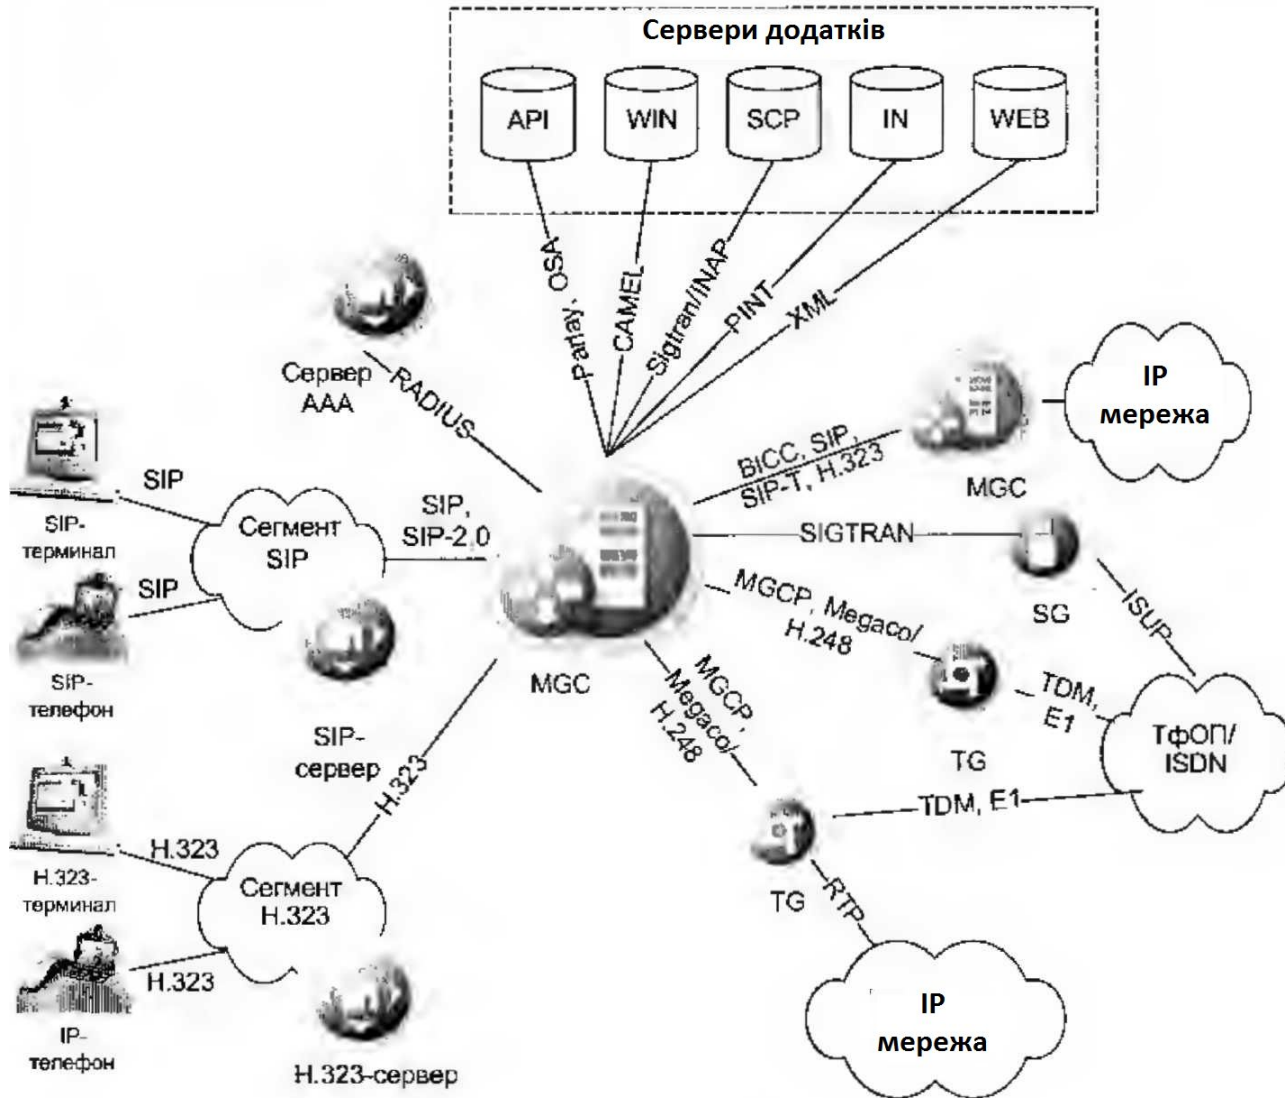 Сервери додатків
API
WIN
SCP
IN
WEB
Parlay, OSA
CAMEL
Sigtran/INAP
PINT
XML
Сервер
AAA
RADIUS
IP
мережа
BICC, SIP,
SIP-T, H.323
MGC
SIP
SIP-
терминал
Сегмент
SIP
SIP,
SIP-2.0
SIGTRAN
SG
ISUP
MGCP, Megaco/
H.248
SIP
SIP-
телефон
SIP-
сервер
MGC
MGCP,
Megaco/
H.248
TG
TDM,
E1
ТфОП/
ISDN
TDM, E1
H.323
H.323
H.323-
терминал
Сегмент
H.323
TG
RTP
H.323
IP-
телефон
H.323-сервер
IP
мережа